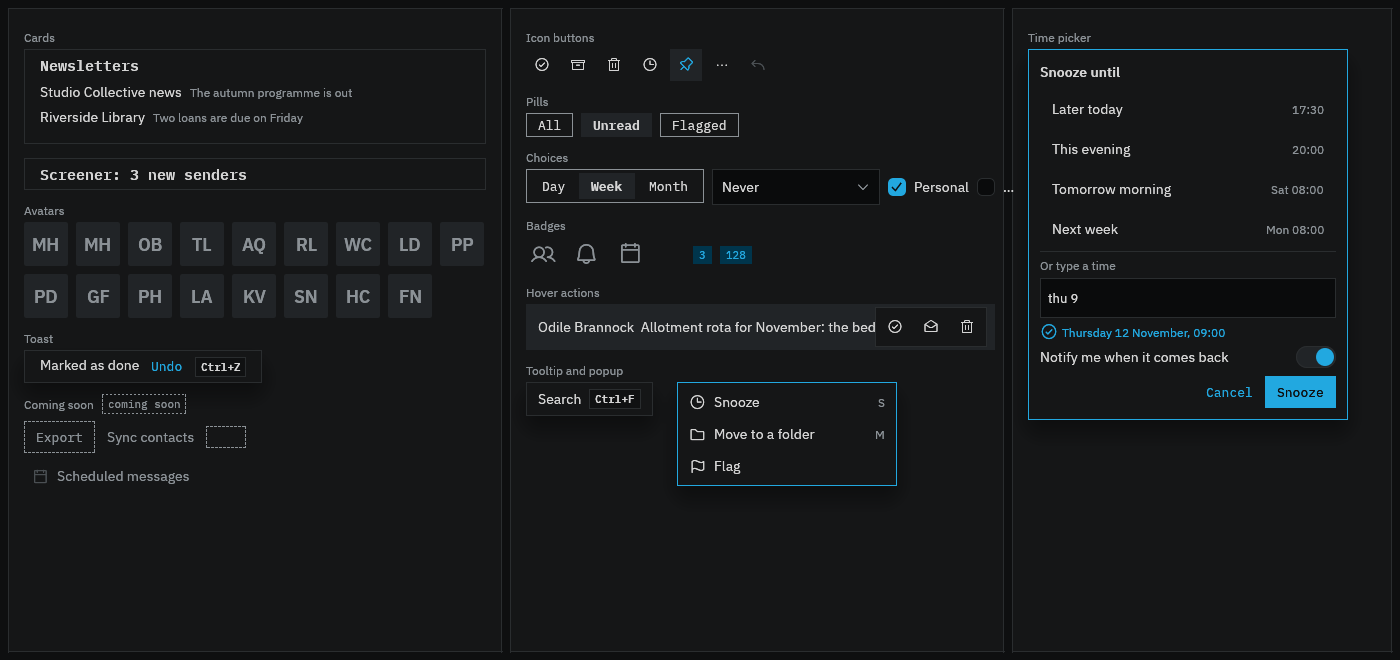 Cards
Newsletters
Studio Collective news The autumn programme is out
Riverside Library Two loans are due on Friday
Screener: 3 new senders
Avatars
MH MH OB TL AQ RL WC LD PP
PD GF PH LA KV SN HC FN
Toast
Marked as done Undo Ctrl+Z
Coming soon coming soon
Export Sync contacts
Scheduled messages
Icon buttons
Pills
All Unread Flagged
Choices
Day Week Month Never Personal ...
Badges
3 128
Hover actions
Odile Brannock Allotment rota for November: the bed
Tooltip and popup
Search Ctrl+F
Snooze S
Move to a folder M
Flag
Time picker
Snooze until
Later today 17:30
This evening 20:00
Tomorrow morning Sat 08:00
Next week Mon 08:00
Or type a time
thu 9
Thursday 12 November, 09:00
Notify me when it comes back
Cancel Snooze